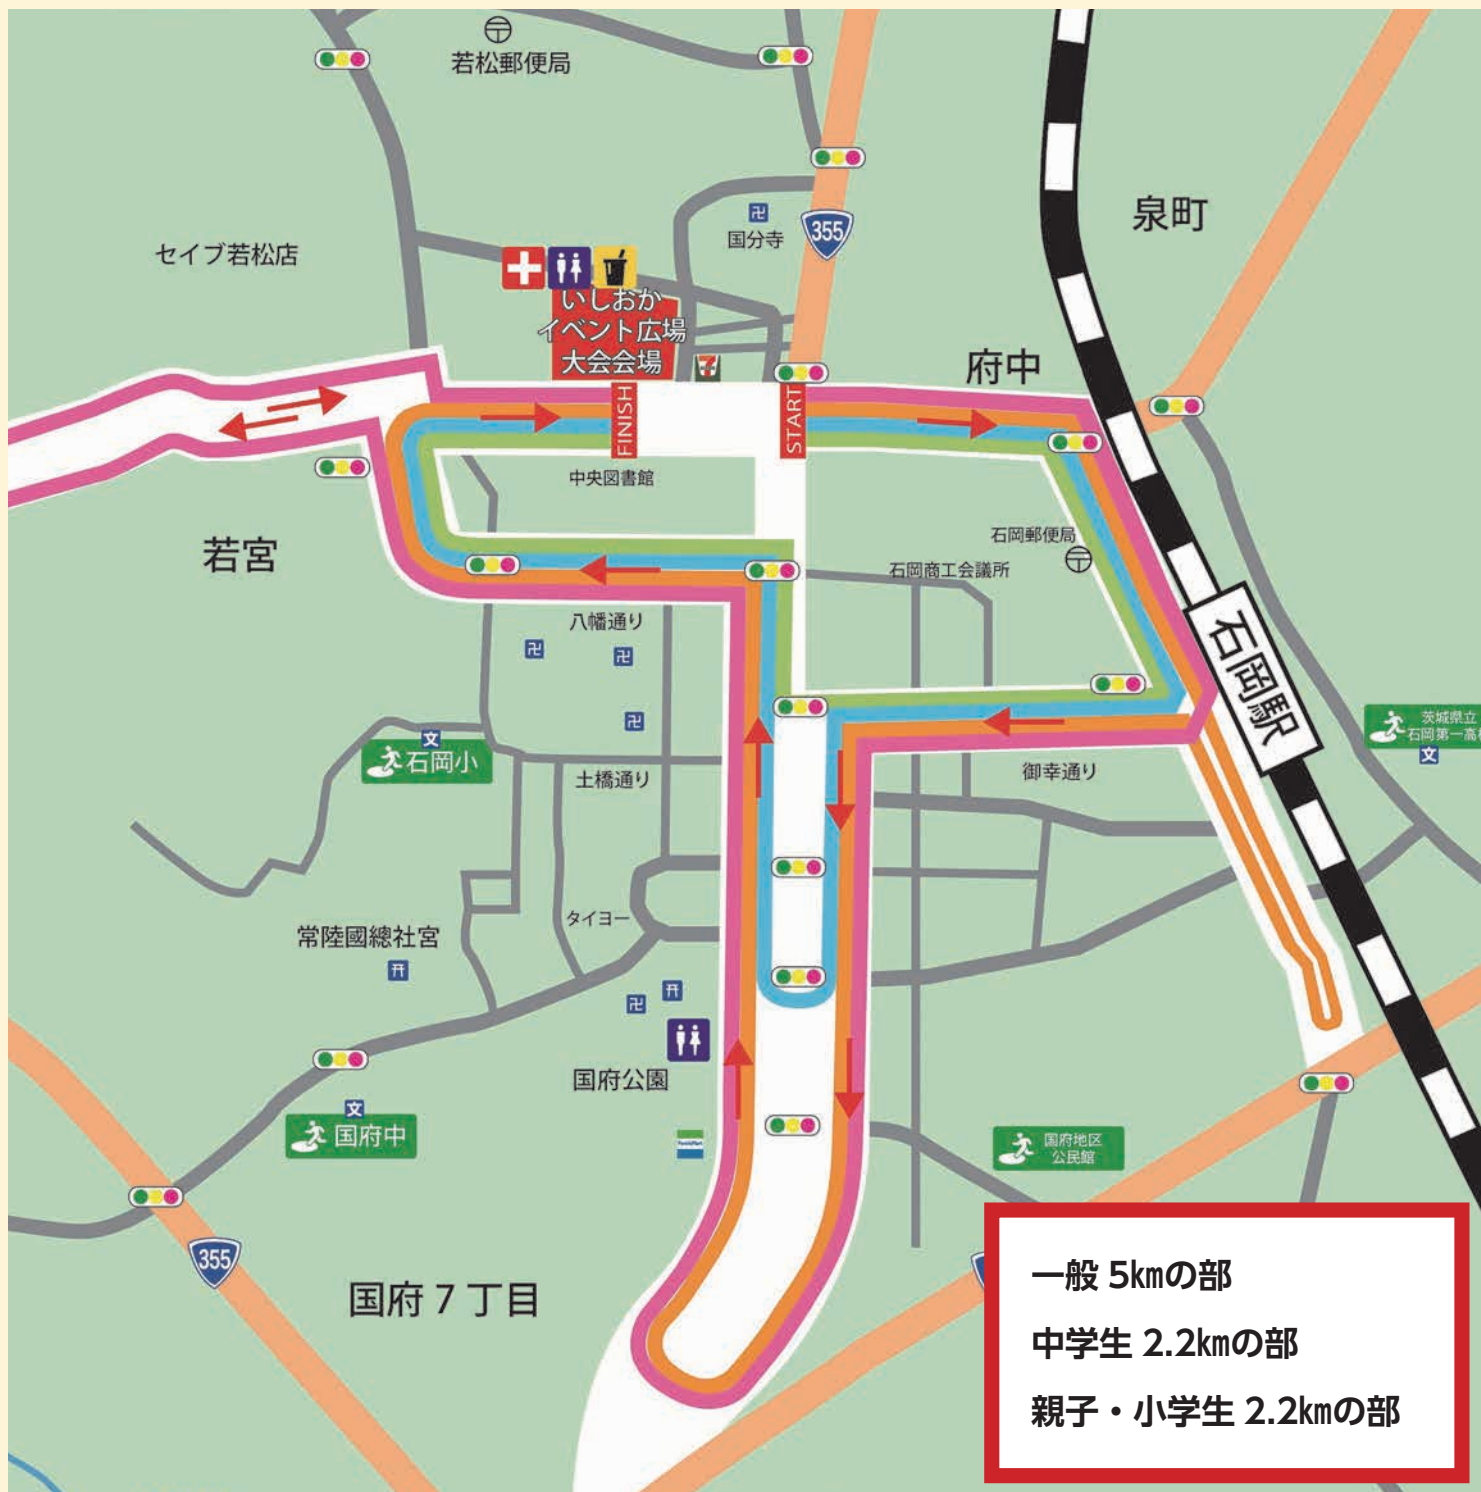 若松郵便局
泉町
国分寺
355
セイブ若松店
いしおか
イベント広場
大会会場
7
府中
FINISH
START
中央図書館
若宮
石岡郵便局
石岡商工会議所
八幡通り
石岡駅
茨城県立
石岡第一高校
文
文
石岡小
土橋通り
御幸通り
タイヨー
常陸國總社宮
国府公園
文
国府中
FamilyMart
国府地区
公民館
355
国府7丁目
一般 5㎞の部
中学生 2.2㎞の部
親子・小学生 2.2㎞の部